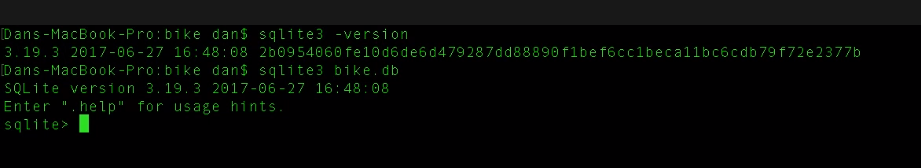 [Dans-MacBook-Pro:bike dan$ sqlite3 -version
3.19.3 2017-06-27 16:48:08 2b0954060fe10d6de6d479287dd88890f1bef6cc1beca11bc6cdb79f72e2377b
[Dans-MacBook-Pro:bike dan$ sqlite3 bike.db
SQLite version 3.19.3 2017-06-27 16:48:08
Enter ".help" for usage hints.
sqlite>